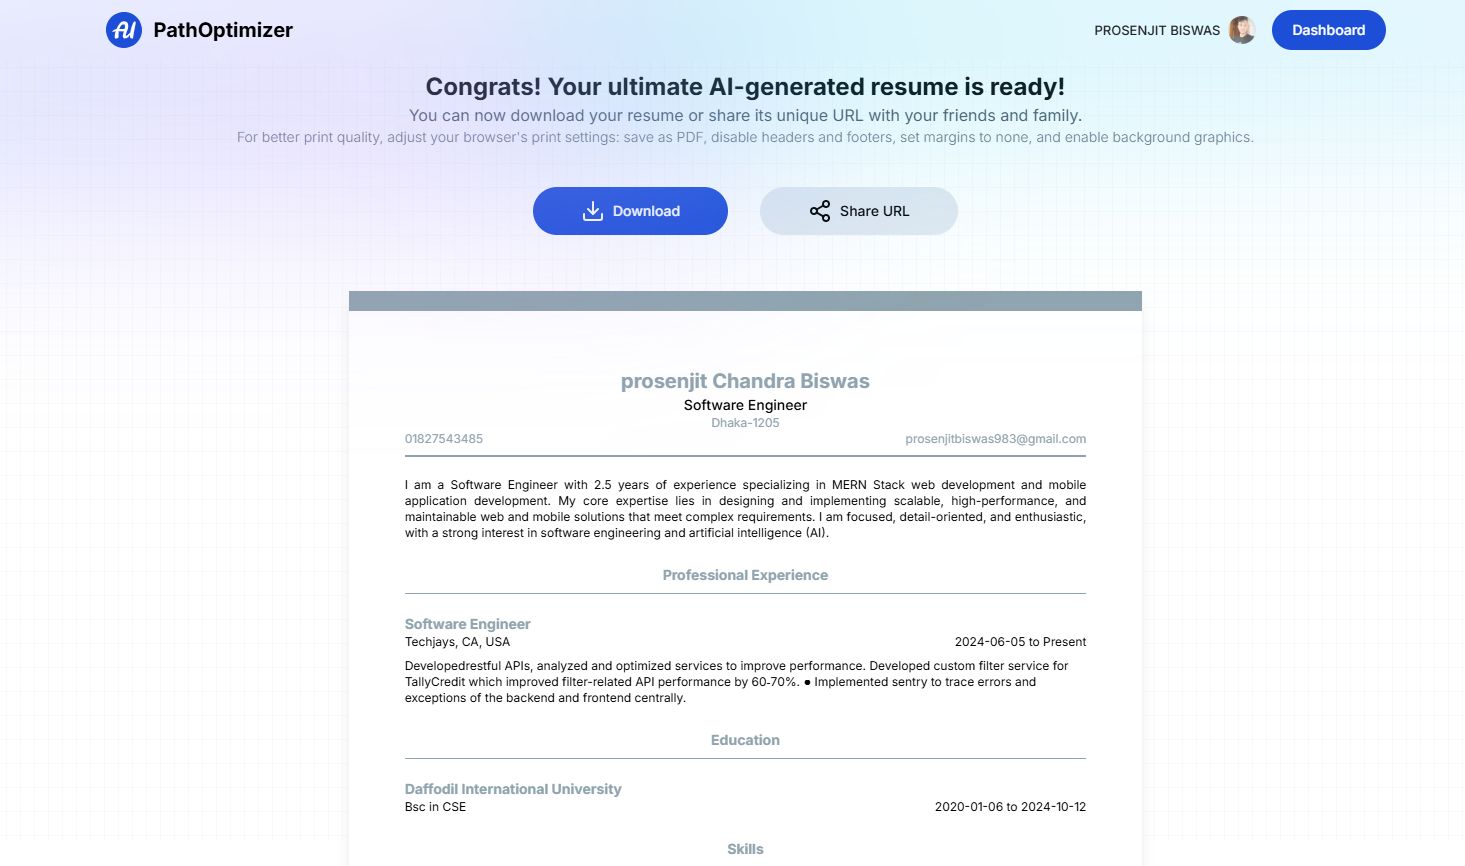 AI PathOptimizer
PROSENJIT BISWAS
Dashboard
Congrats! Your ultimate AI-generated resume is ready!
You can now download your resume or share its unique URL with your friends and family.
For better print quality, adjust your browser's print settings: save as PDF, disable headers and footers, set margins to none, and enable background graphics.
Download
Share URL
prosenjit Chandra Biswas
Software Engineer
Dhaka-1205
01827543485
prosenjitbiswas983@gmail.com
I am a Software Engineer with 2.5 years of experience specializing in MERN Stack web development and mobile
application development. My core expertise lies in designing and implementing scalable, high-performance, and
maintainable web and mobile solutions that meet complex requirements. I am focused, detail-oriented, and enthusiastic,
with a strong interest in software engineering and artificial intelligence (AI).
Professional Experience
Software Engineer
Techjays, CA, USA
2024-06-05 to Present
Developedrestful APIs, analyzed and optimized services to improve performance. Developed custom filter service for
TallyCredit which improved filter-related API performance by 60-70%. ● Implemented sentry to trace errors and
exceptions of the backend and frontend centrally.
Education
Daffodil International University
Bsc in CSE
2020-01-06 to 2024-10-12
Skills